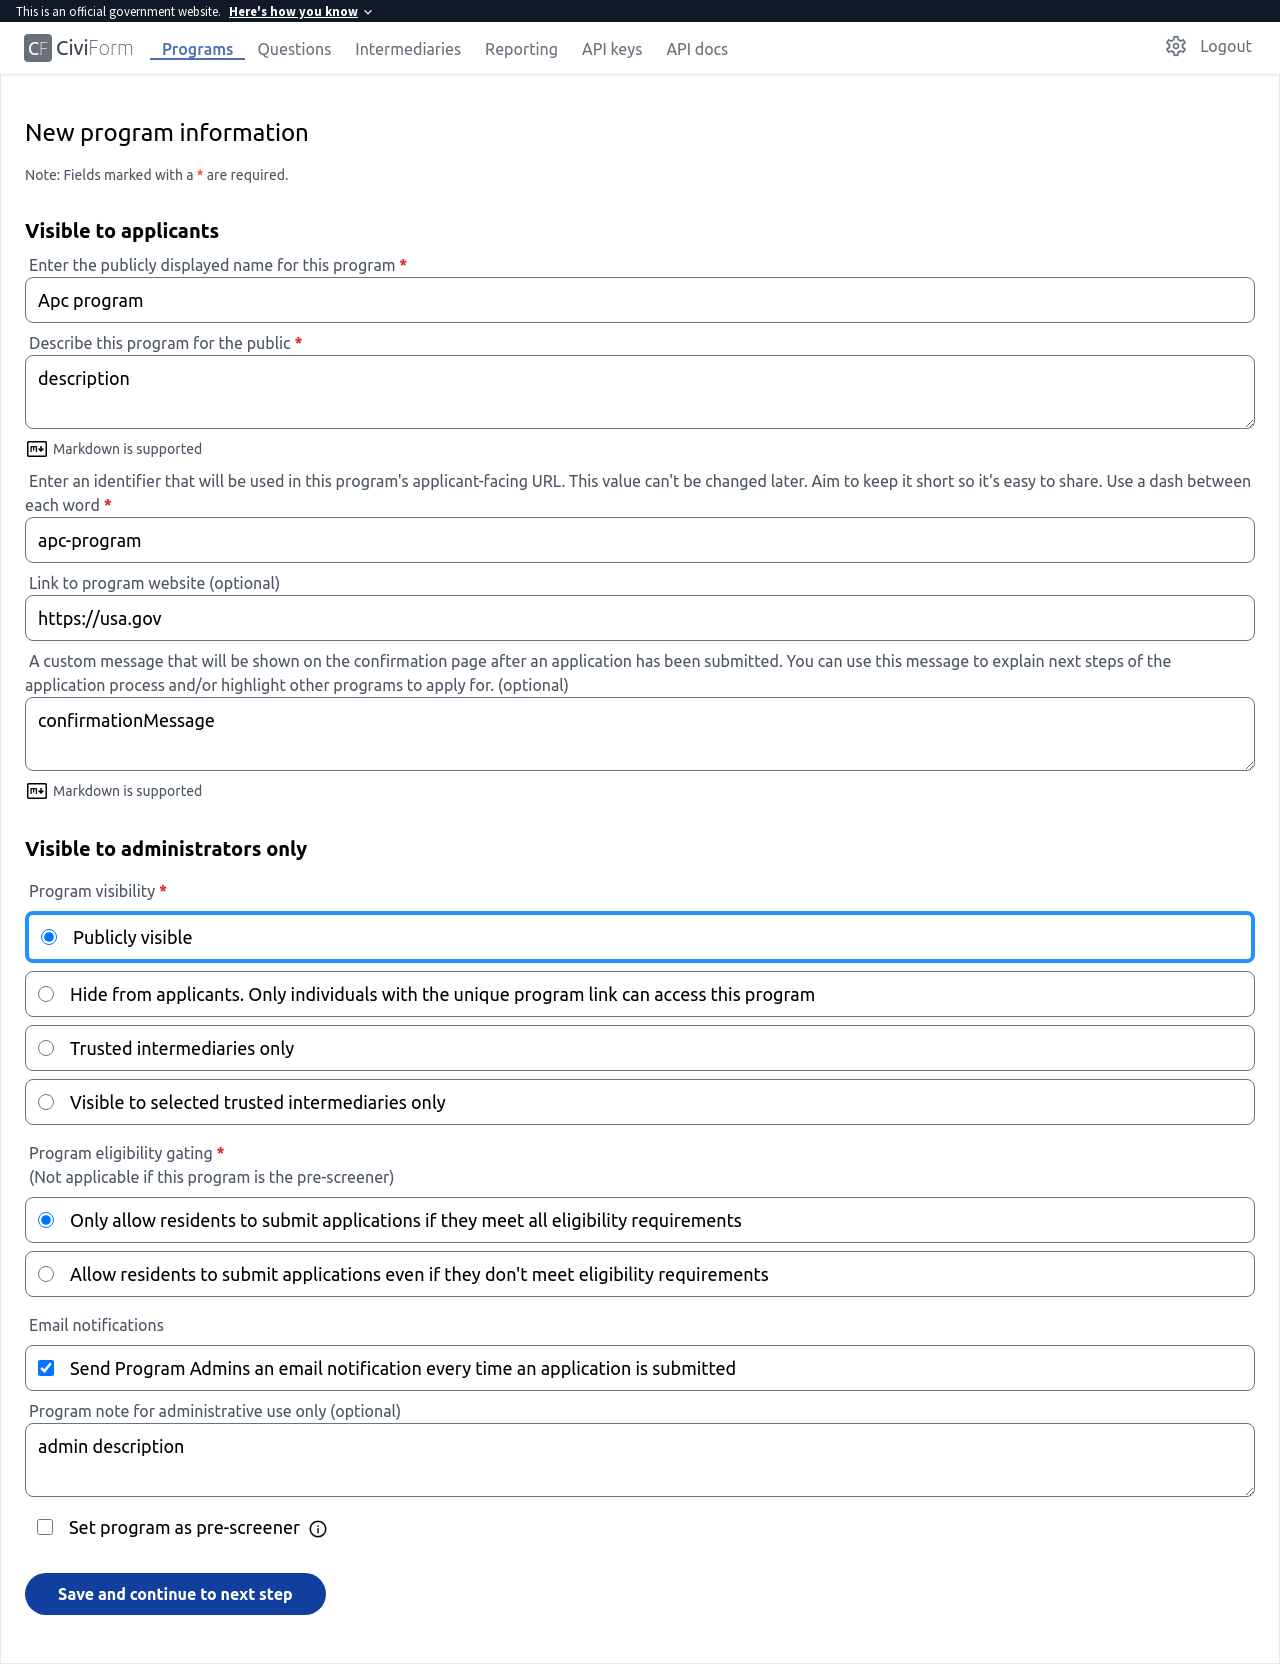 This is an official government website. Here's how you know
CF CiviForm Programs Questions Intermediaries Reporting API keys API docs Logout
New program information
Note: Fields marked with a * are required.
Visible to applicants
Enter the publicly displayed name for this program *
Apc program
Describe this program for the public *
description
Markdown is supported
Enter an identifier that will be used in this program's applicant-facing URL. This value can't be changed later. Aim to keep it short so it's easy to share. Use a dash between
each word *
apc-program
Link to program website (optional)
https://usa.gov
A custom message that will be shown on the confirmation page after an application has been submitted. You can use this message to explain next steps of the
application process and/or highlight other programs to apply for. (optional)
confirmationMessage
Markdown is supported
Visible to administrators only
Program visibility *
Publicly visible
Hide from applicants. Only individuals with the unique program link can access this program
Trusted intermediaries only
Visible to selected trusted intermediaries only
Program eligibility gating *
(Not applicable if this program is the pre-screener)
Only allow residents to submit applications if they meet all eligibility requirements
Allow residents to submit applications even if they don't meet eligibility requirements
Email notifications
Send Program Admins an email notification every time an application is submitted
Program note for administrative use only (optional)
admin description
Set program as pre-screener
Save and continue to next step